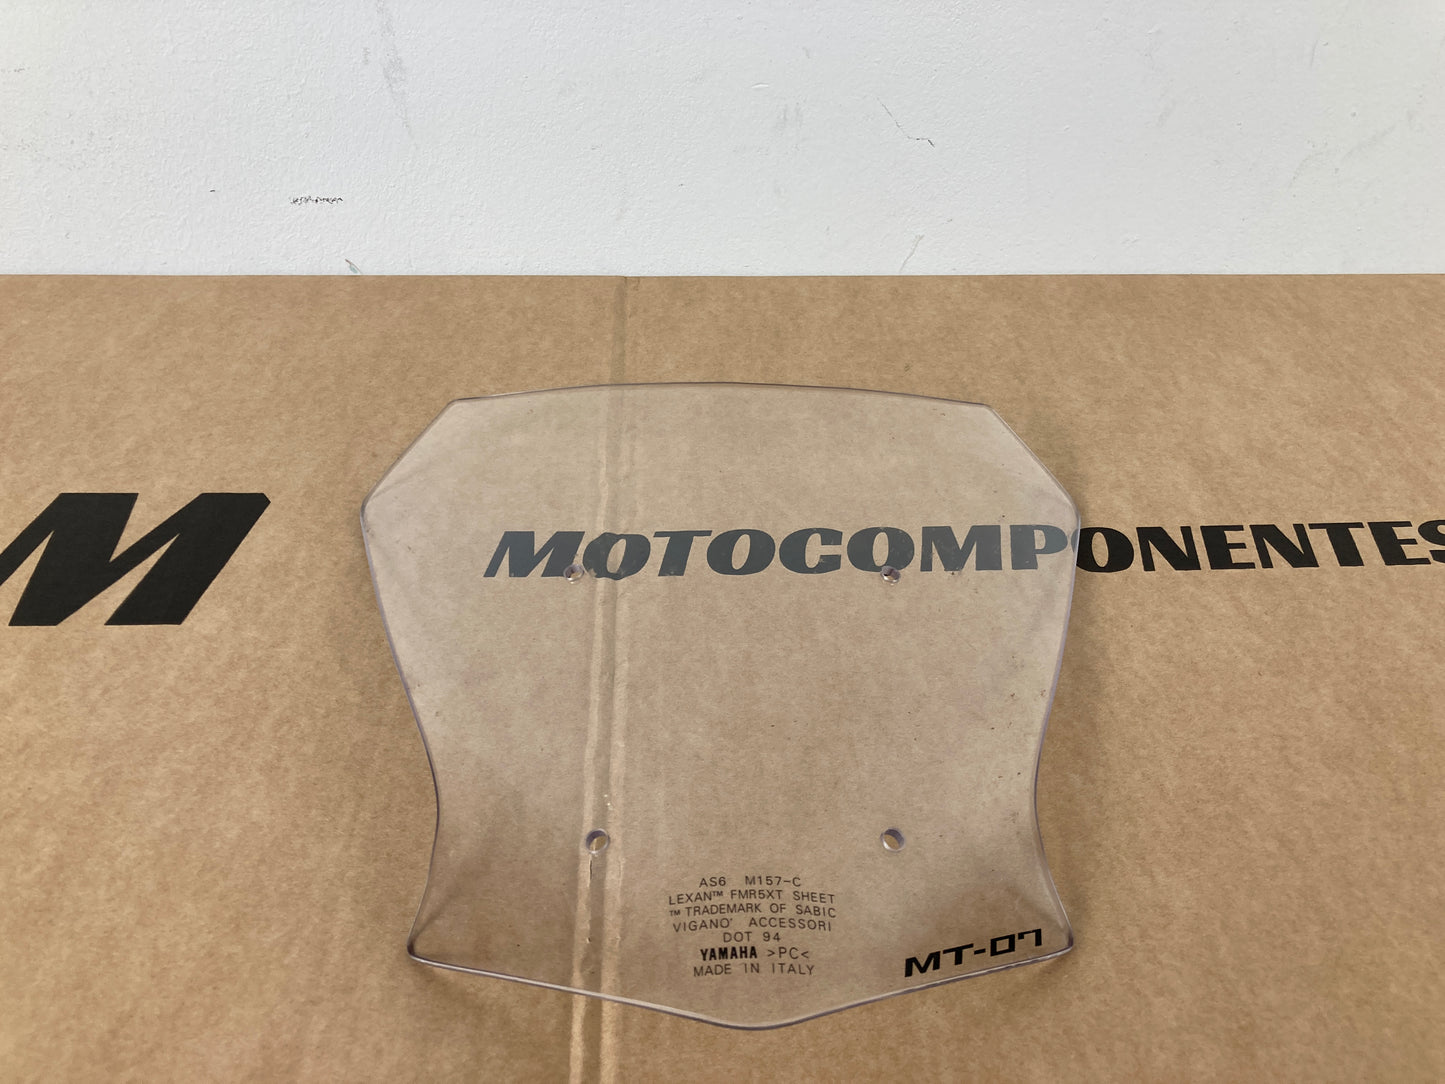 M
MOTOCOMPONENTES
AS6 M157-C
LEXAN™ FMR5XT SHEET
™ TRADEMARK OF SABIC
VIGANO' ACCESSORI
DOT 94
YAMAHA >PC<
MADE IN ITALY
MT-07